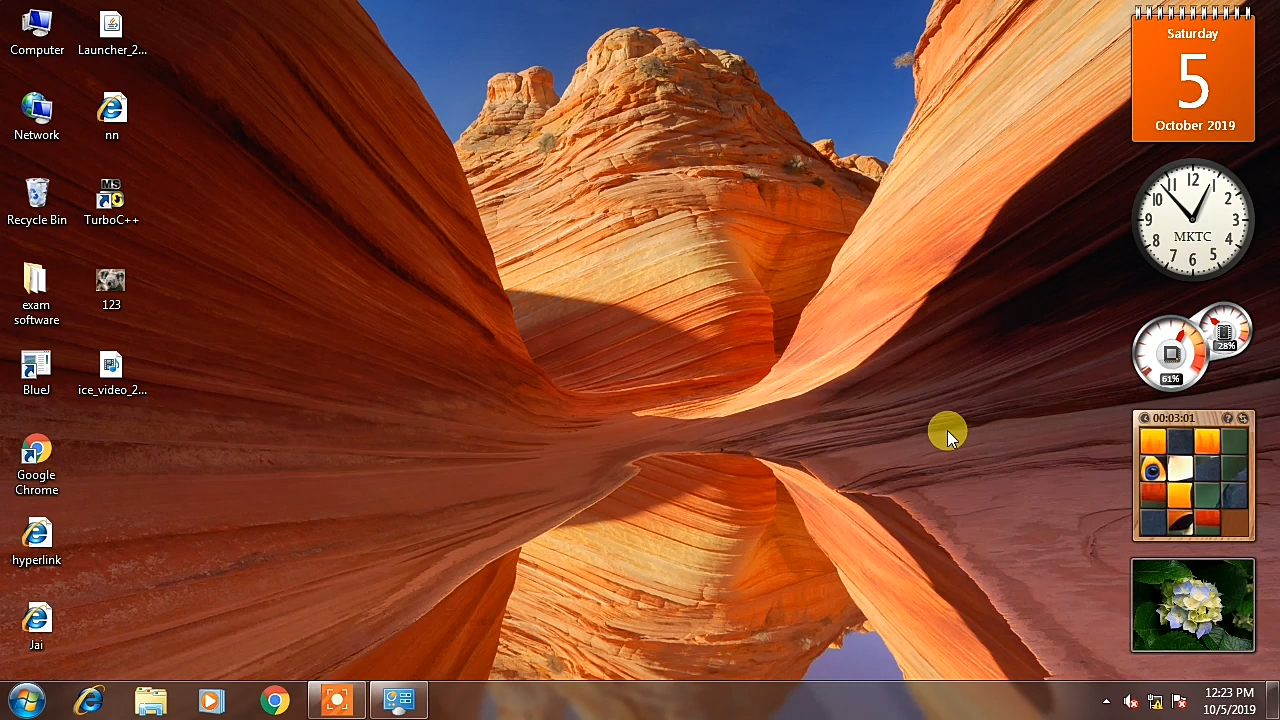 Computer
Launcher_2...
Network
nn
Recycle Bin
MS
TurboC++
exam
software
123
BlueJ
ice_video_2...
Google
Chrome
hyperlink
Jai
Saturday
5
October 2019
12
1
2
3
4
5
6
7
8
9
10
11
MKTC
28%
61%
00:03:01
?
12:23 PM
10/5/2019